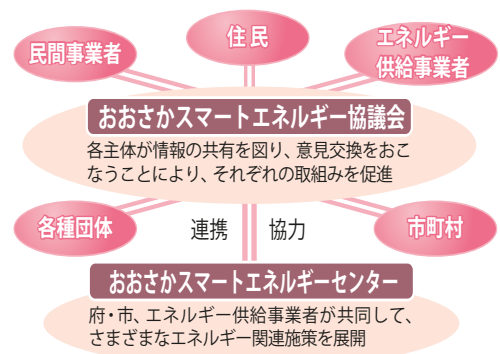 民間事業者
住民
エネルギー
供給事業者
おおさかスマートエネルギー協議会
各主体が情報の共有を図り、意見交換をおこ
なうことにより、それぞれの取組みを促進
各種団体
連携
協力
市町村
おおさかスマートエネルギーセンター
府・市、エネルギー供給事業者が共同して、
さまざまなエネルギー関連施策を展開